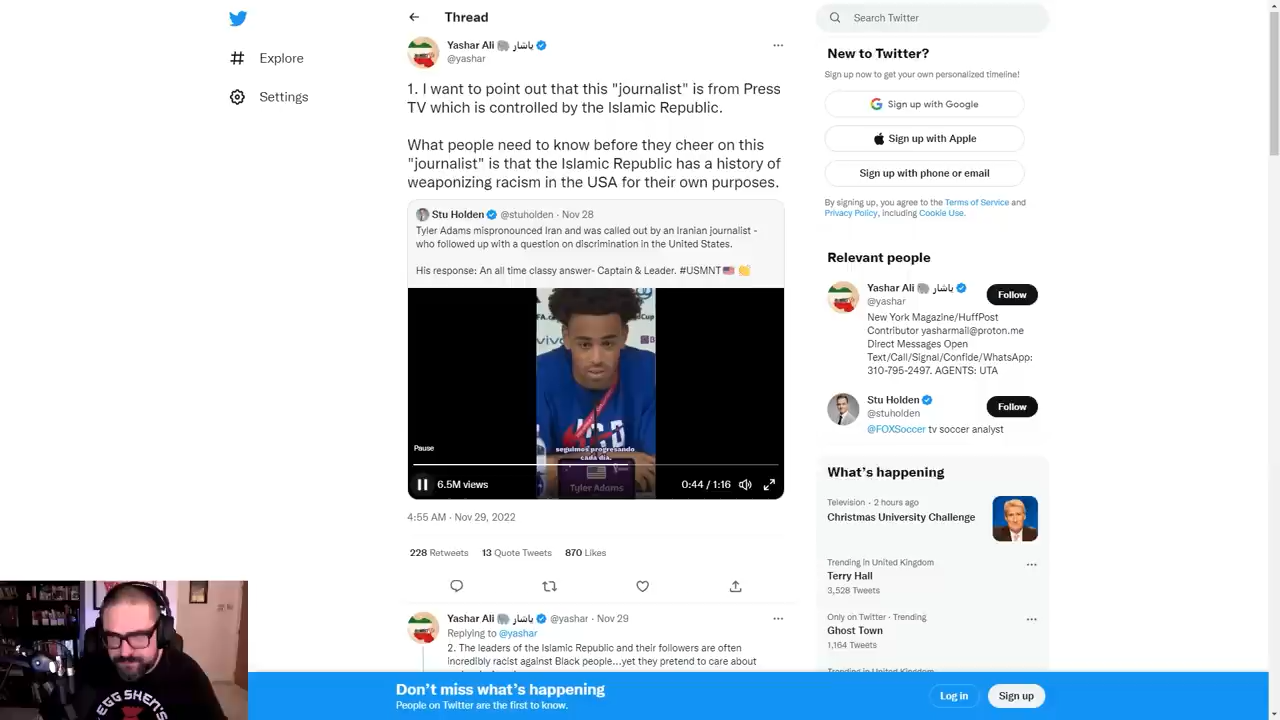 Thread
Search Twitter
Explore
Settings
Yashar Ali 🐘 یاشار
@yashar
1. I want to point out that this "journalist" is from Press
TV which is controlled by the Islamic Republic.
What people need to know before they cheer on this
"journalist" is that the Islamic Republic has a history of
weaponizing racism in the USA for their own purposes.
Stu Holden @stuholden · Nov 28
Tyler Adams mispronounced Iran and was called out by an Iranian journalist -
who followed up with a question on discrimination in the United States.
His response: An all time classy answer- Captain & Leader. #USMNT🇺🇸 👏
seguimos progresando
cada día.
Tyler Adams
Pause
6.5M views
0:44 / 1:16
4:55 AM · Nov 29, 2022
228 Retweets 13 Quote Tweets 870 Likes
Yashar Ali 🐘 یاشار @yashar · Nov 29
Replying to @yashar
2. The leaders of the Islamic Republic and their followers are often
incredibly racist against Black people...yet they pretend to care about
New to Twitter?
Sign up now to get your own personalized timeline!
Sign up with Google
Sign up with Apple
Sign up with phone or email
By signing up, you agree to the Terms of Service and
Privacy Policy, including Cookie Use.
Relevant people
Yashar Ali 🐘 یاشار
@yashar
Follow
New York Magazine/HuffPost
Contributor yasharmail@proton.me
Direct Messages Open
Text/Call/Signal/Confide/WhatsApp:
310-795-2497. AGENTS: UTA
Stu Holden
@stuholden
Follow
@FOXSoccer tv soccer analyst
What's happening
Television · 2 hours ago
Christmas University Challenge
Trending in United Kingdom
Terry Hall
3,528 Tweets
Only on Twitter · Trending
Ghost Town
1,164 Tweets
Trending in United Kingdom
EGG SHEN'S
Don't miss what's happening
People on Twitter are the first to know.
Log in
Sign up